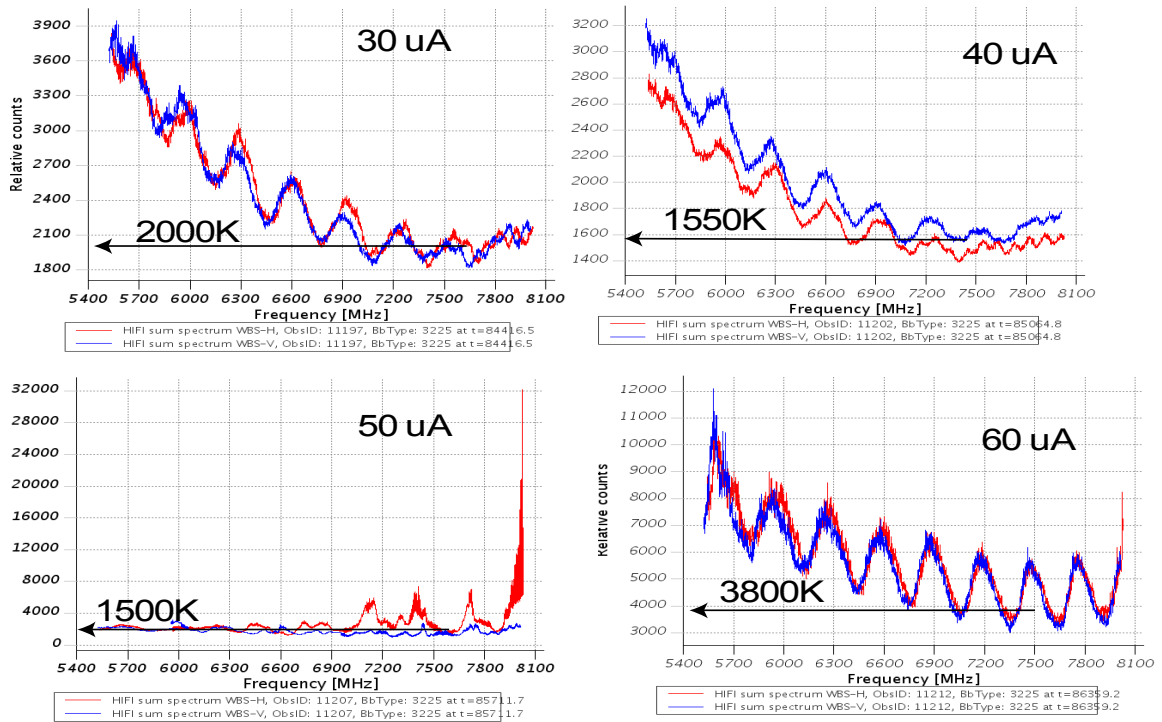 30 uA
3900
3600
3300
3000
2700
2400
2100
1800
Relative counts
2000K
5400 5700 6000 6300 6600 6900 7200 7500 7800 8100
Frequency [MHz]
HIFI sum spectrum WBS-H, ObsID: 11197, BbType: 3225 at t=84416.5
HIFI sum spectrum WBS-V, ObsID: 11197, BbType: 3225 at t=84416.5
40 uA
3200
3000
2800
2600
2400
2200
2000
1800
1600
1400
1550K
5400 5700 6000 6300 6600 6900 7200 7500 7800 8100
Frequency [MHz]
HIFI sum spectrum WBS-H, ObsID: 11202, BbType: 3225 at t=85064.8
HIFI sum spectrum WBS-V, ObsID: 11202, BbType: 3225 at t=85064.8
50 uA
32000
28000
24000
20000
16000
12000
8000
4000
0
1500K
5400 5700 6000 6300 6600 6900 7200 7500 7800 8100
Frequency [MHz]
HIFI sum spectrum WBS-H, ObsID: 11207, BbType: 3225 at t=85711.7
HIFI sum spectrum WBS-V, ObsID: 11207, BbType: 3225 at t=85711.7
60 uA
12000
11000
10000
9000
8000
7000
6000
5000
4000
3000
Relative counts
3800K
5400 5700 6000 6300 6600 6900 7200 7500 7800 8100
Frequency [MHz]
HIFI sum spectrum WBS-H, ObsID: 11212, BbType: 3225 at t=86359.2
HIFI sum spectrum WBS-V, ObsID: 11212, BbType: 3225 at t=86359.2